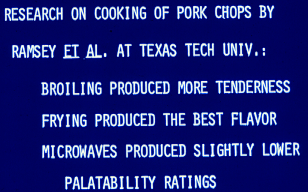 RESEARCH ON COOKING OF PORK CHOPS BY
RAMSEY ET AL. AT TEXAS TECH UNIV.:
BROILING PRODUCED MORE TENDERNESS
FRYING PRODUCED THE BEST FLAVOR
MICROWAVES PRODUCED SLIGHTLY LOWER
PALATABILITY RATINGS